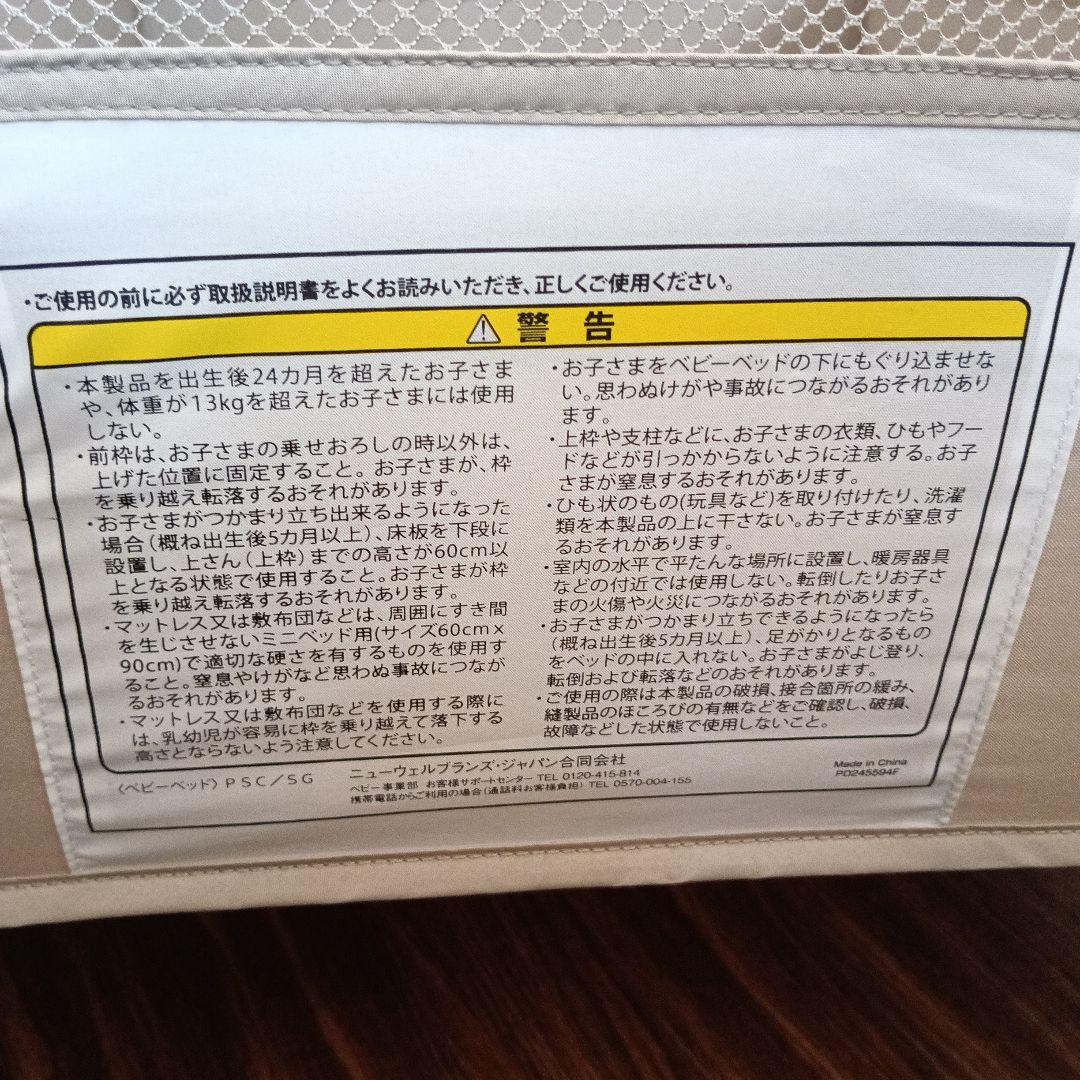 ・ご使用の前に必ず取扱説明書をよくお読みいただき、正しくご使用ください。
警 告
・本製品を出生後24カ月を超えたお子さま
や、体重が13kgを超えたお子さまには使用
しない。
・前枠は、お子さまの乗せおろしの時以外は、
上げた位置に固定すること。お子さまが、枠
を乗り越え転落するおそれがあります。
・お子さまがつかまり立ち出来るようになった
場合(概ね出生後5カ月以上)、床板を下段に
設置し、上さん(上枠)までの高さが60cm以
上となる状態で使用すること。お子さまが枠
を乗り越え転落するおそれがあります。
・マットレス又は敷布団などは、周囲にすき間
を生じさせないミニベッド用(サイズ60cm×
90cm)で適切な硬さを有するものを使用す
ること。窒息やけがなど思わぬ事故につなが
るおそれがあります。
・マットレス又は敷布団などを使用する際に
は、乳幼児が容易に枠を乗り越えて落下する
高さとならないよう注意してください。
・お子さまをベビーベッドの下にもぐり込ませな
い。思わぬけがや事故につながるおそれがあり
ます。
・上枠や支柱などに、お子さまの衣類、ひもやフー
ドなどが引っかからないように注意する。お子
さまが窒息するおそれがあります。
・ひも状のもの(玩具など)を取り付けたり、洗濯
類を本製品の上に干さない。お子さまが窒息す
るおそれがあります。
・室内の水平で平たんな場所に設置し、暖房器具
などの付近では使用しない。転倒したりお子さ
まの火傷や火災につながるおそれがあります。
・お子さまがつかまり立ちできるようになったら
(概ね出生後5カ月以上)、足がかりとなるもの
をベッドの中に入れない。お子さまがよじ登り、
転倒および転落などのおそれがあります。
・ご使用の際は本製品の破損、接合箇所の緩み、
縫製品のほころびの有無などをご確認し、破損、
故障などした状態で使用しないこと。
〈ベビーベッド〉PSC/SG
ニューウェルブランズ・ジャパン合同会社
ベビー事業部 お客様サポートセンター TEL 0120-415-814
携帯電話からご利用の場合(通話料お客様負担) TEL 0570-004-155
Made in China
PD245594F